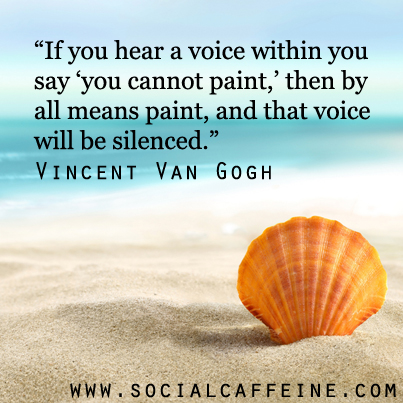 “If you hear a voice within you
say ‘you cannot paint,’ then by
all means paint, and that voice
will be silenced.”
Vincent Van Gogh
www.socialcaffeine.com